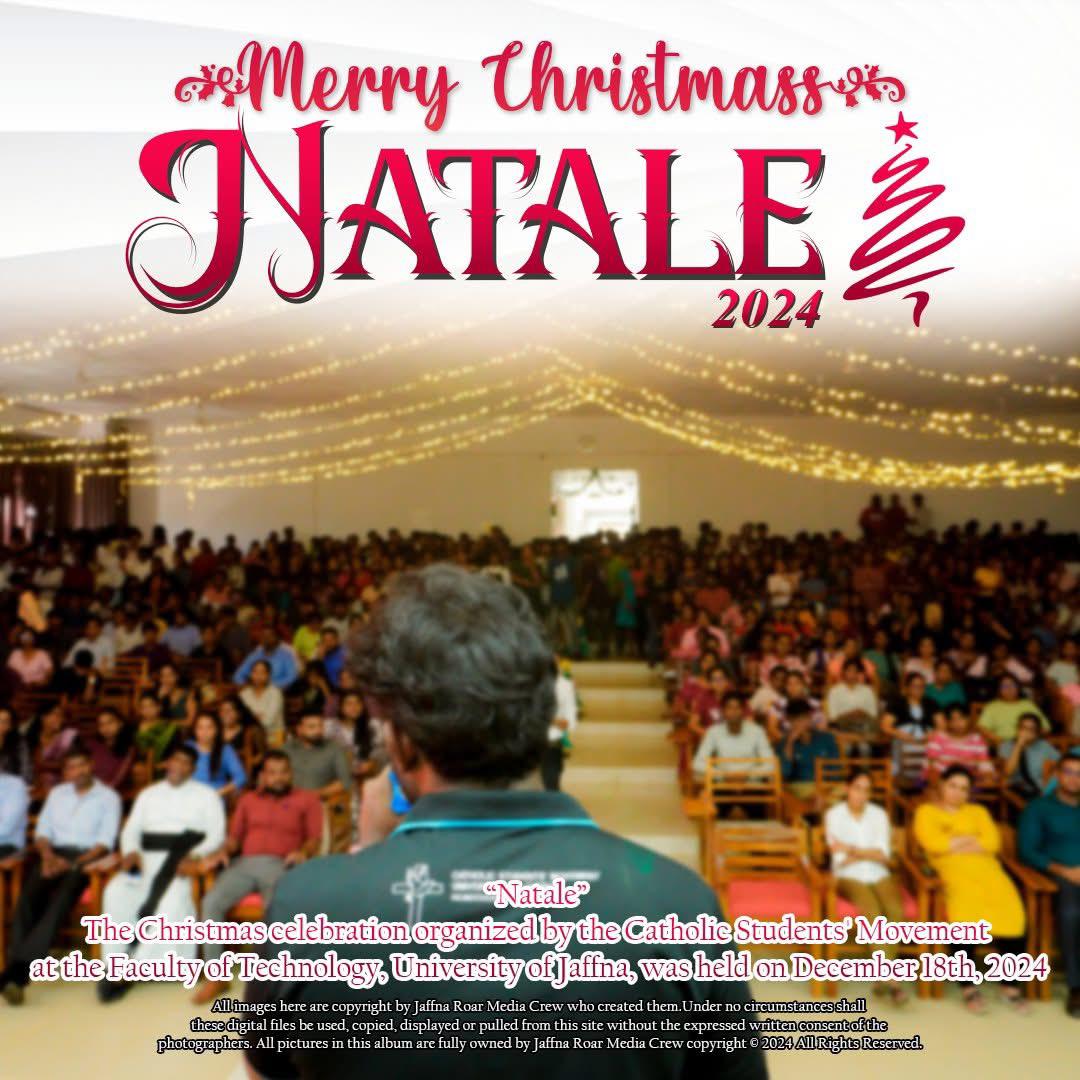 Merry Christmass
NATALE
2024
“Natale”
The Christmas celebration organized by the Catholic Students' Movement
at the Faculty of Technology, University of Jaffna, was held on December 18th, 2024
All images here are copyright by Jaffna Roar Media Crew who created them.Under no circumstances shall
these digital files be used, copied, displayed or pulled from this site without the expressed written consent of the
photographers. All pictures in this album are fully owned by Jaffna Roar Media Crew copyright © 2024 All Rights Reserved.